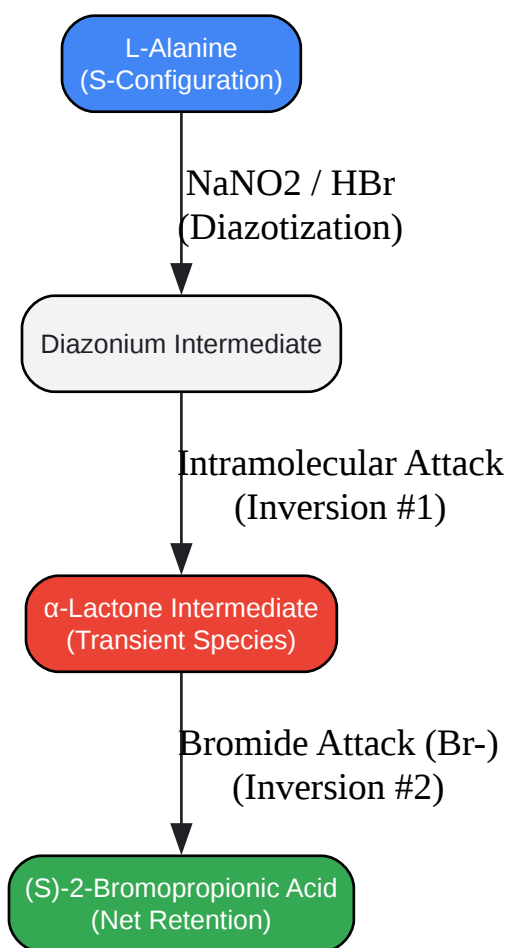 L-Alanine
(S-Configuration)
NaNO2 / HBr
(Diazotization)
Diazonium Intermediate
Intramolecular Attack
(Inversion #1)
α-Lactone Intermediate
(Transient Species)
Bromide Attack (Br-)
(Inversion #2)
(S)-2-Bromopropionic Acid
(Net Retention)